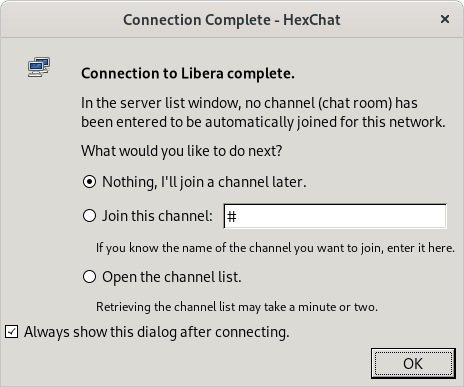 Connection Complete - HexChat
×
Connection to Libera complete.
In the server list window, no channel (chat room) has
been entered to be automatically joined for this network.
What would you like to do next?
Nothing, I'll join a channel later.
Join this channel: #
If you know the name of the channel you want to join, enter it here.
Open the channel list.
Retrieving the channel list may take a minute or two.
Always show this dialog after connecting.
OK